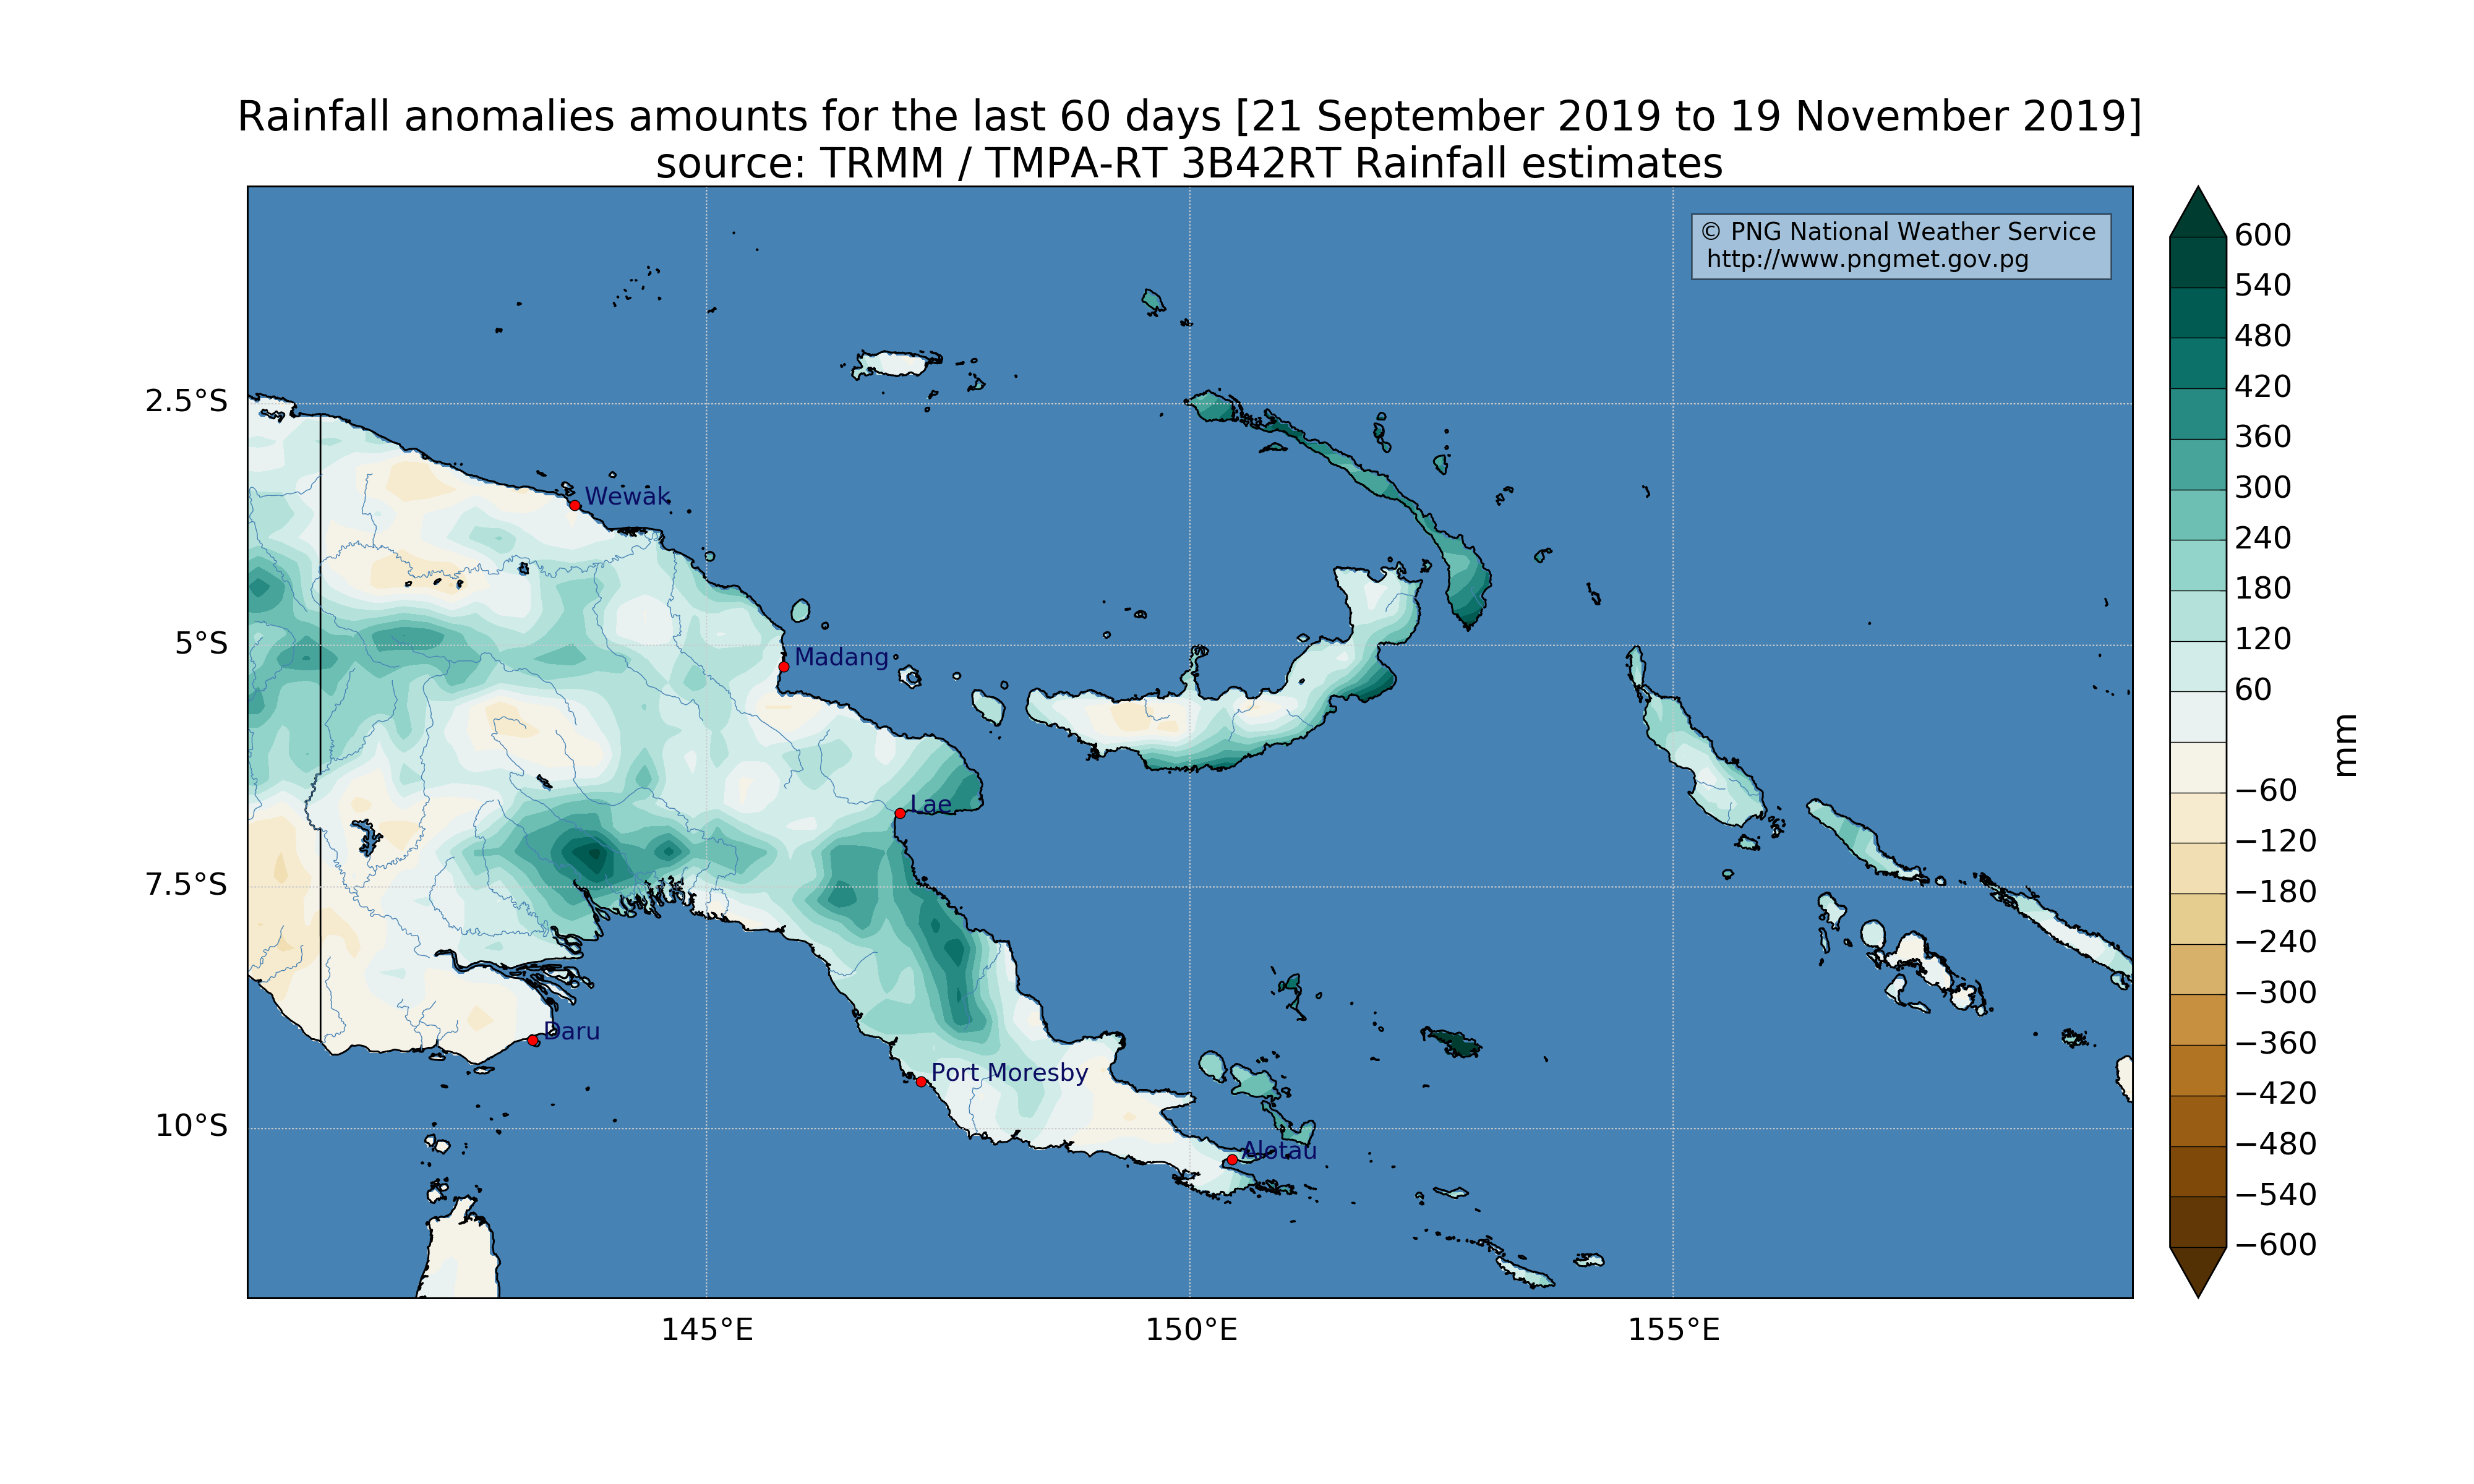 Rainfall anomalies amounts for the last 60 days [21 September 2019 to 19 November 2019]
source: TRMM / TMPA-RT 3B42RT Rainfall estimates
© PNG National Weather Service
http://www.pngmet.gov.pg
2.5°S
5°S
7.5°S
10°S
Wewak
Madang
Lae
Daru
Port Moresby
Alotau
145°E
150°E
155°E
600
540
480
420
360
300
240
180
120
60
−60
−120
−180
−240
−300
−360
−420
−480
−540
−600
mm